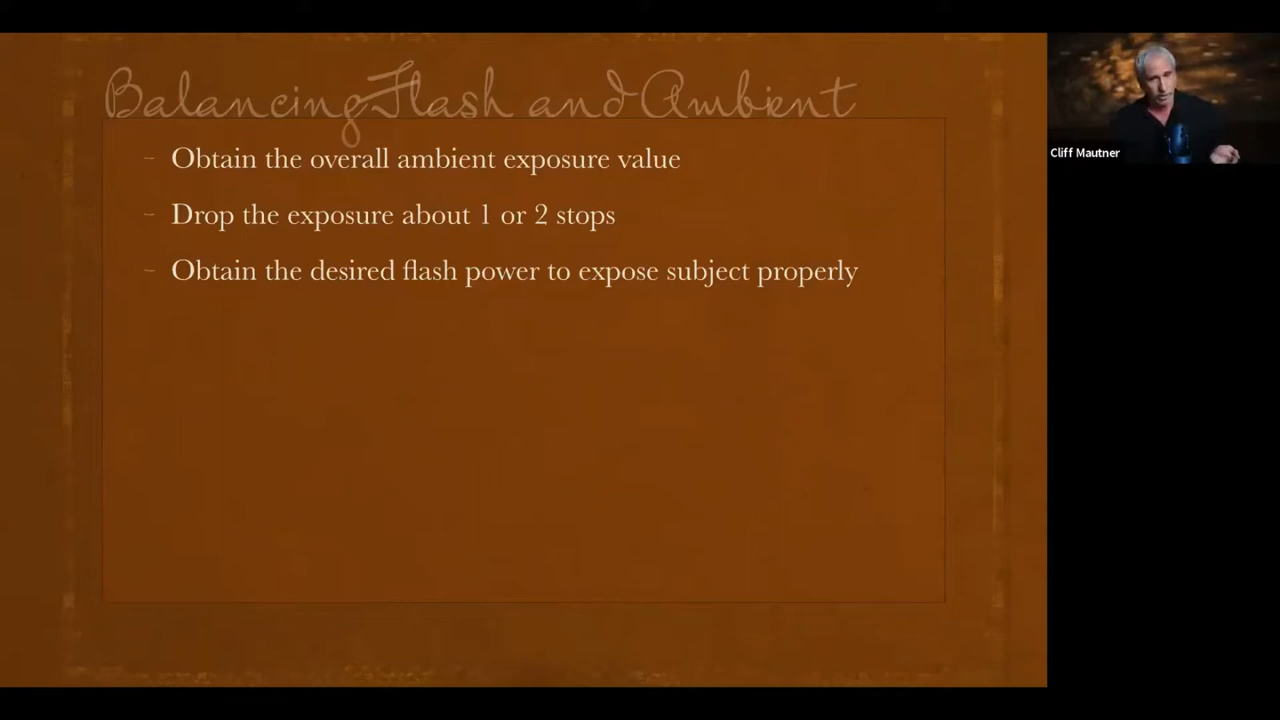 Balancing Flash and Ambient
– Obtain the overall ambient exposure value
– Drop the exposure about 1 or 2 stops
– Obtain the desired flash power to expose subject properly
Cliff Mautner